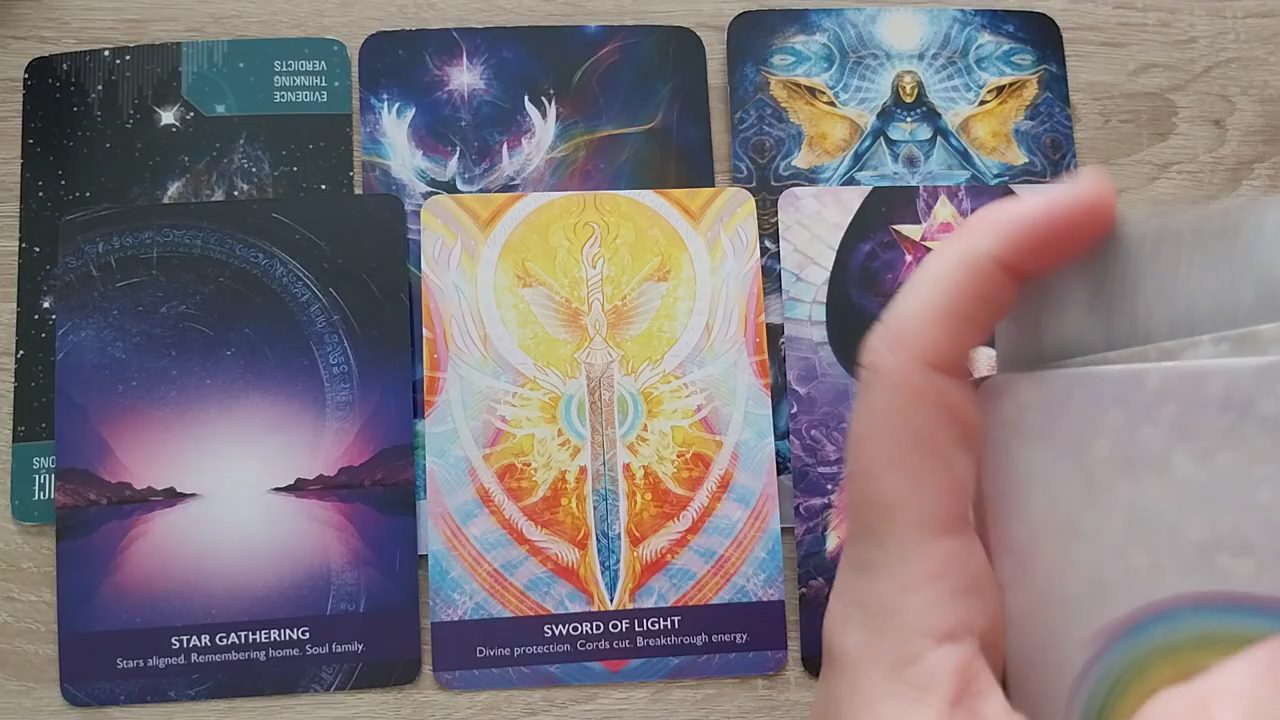 EVIDENCE
THINKING
VERDICTS
STAR GATHERING
Stars aligned. Remembering home. Soul family.
SWORD OF LIGHT
Divine protection. Cords cut. Breakthrough energy.